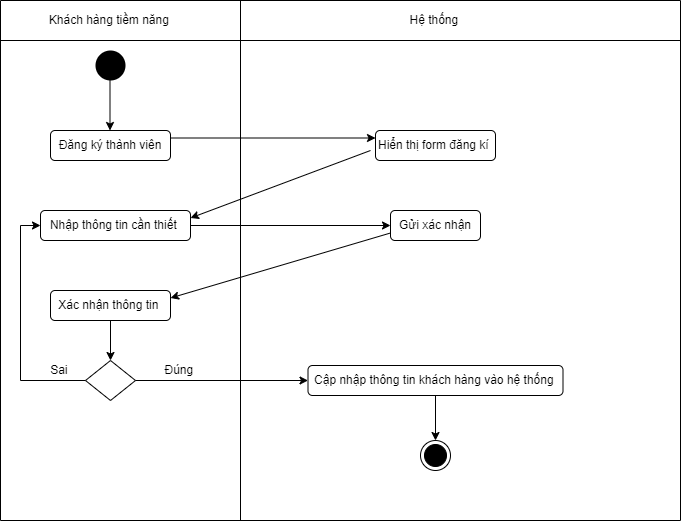 Khách hàng tiềm năng
Hệ thống
Đăng ký thành viên
Hiển thị form đăng kí
Nhập thông tin cần thiết
Gửi xác nhận
Xác nhận thông tin
Sai
Đúng
Cập nhập thông tin khách hàng vào hệ thống